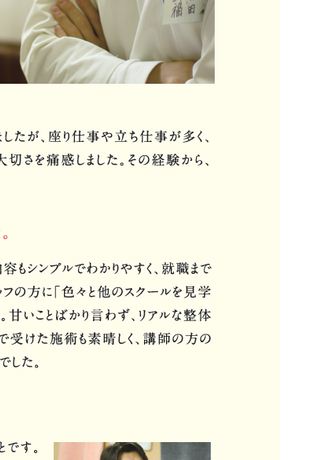 福田
したが、座り仕事や立ち仕事が多く、
大切さを痛感しました。その経験から、
。
内容もシンプルでわかりやすく、就職まで
ッフの方に「色々と他のスクールを見学
。甘いことばかり言わず、リアルな整体
で受けた施術も素晴しく、講師の方の
でした。
とです。